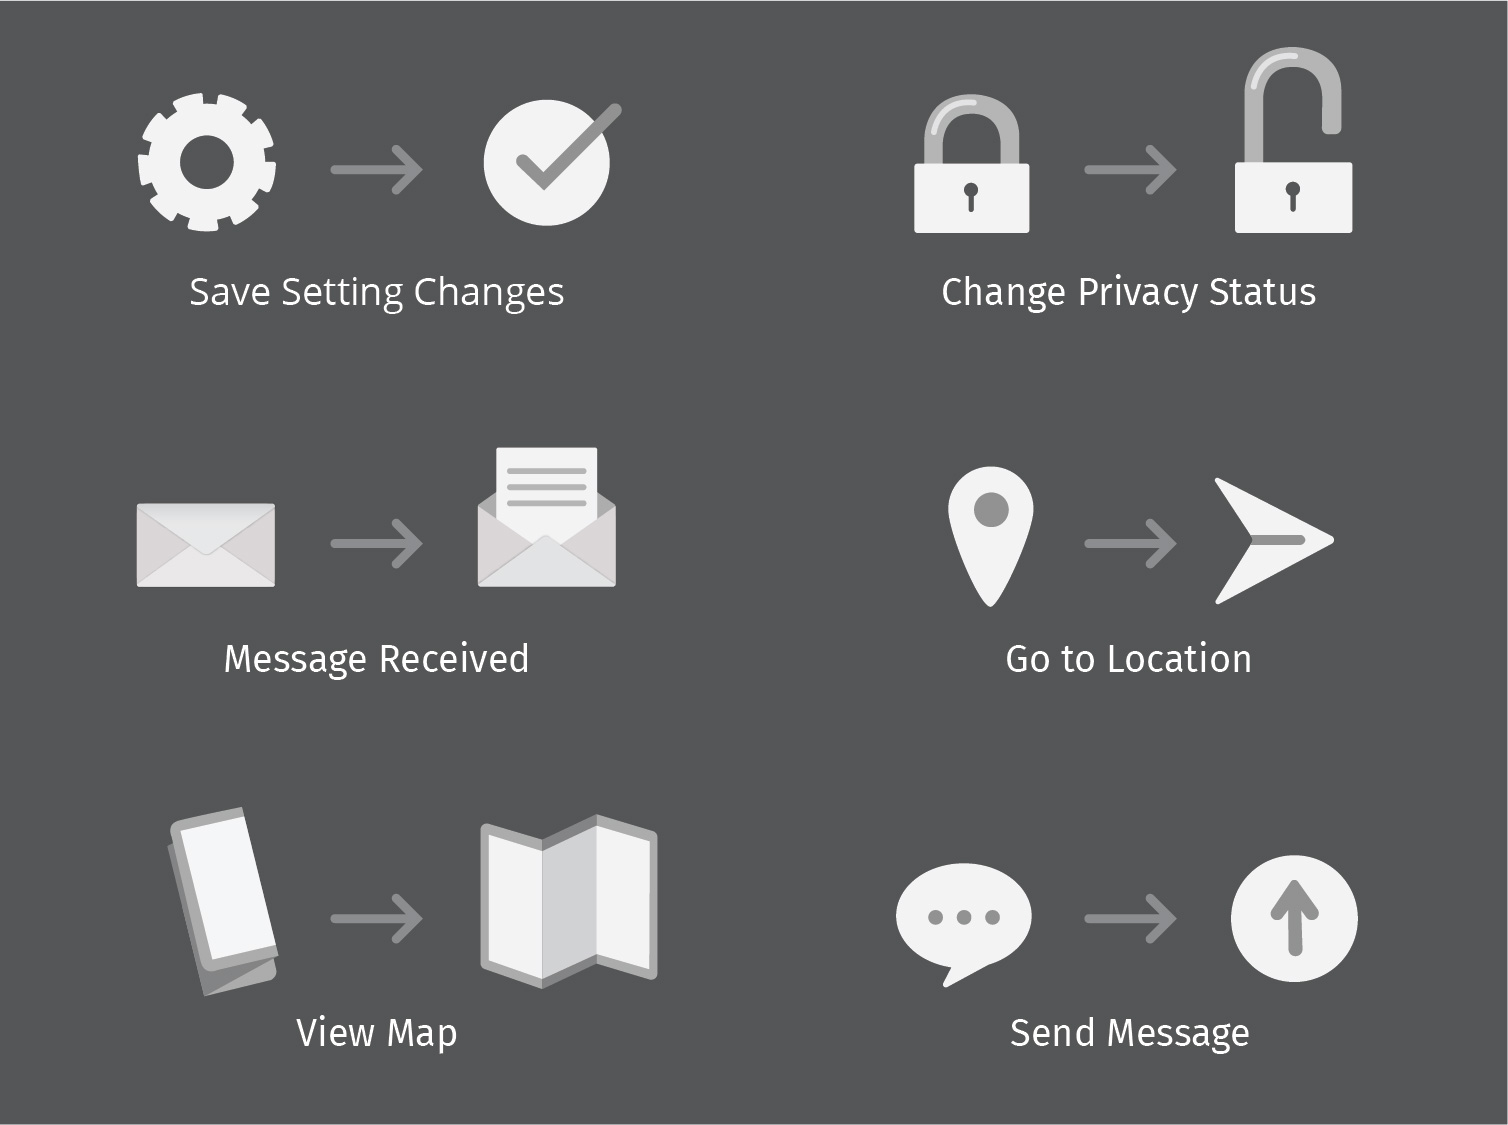 Save Setting Changes
Change Privacy Status
Message Received
Go to Location
View Map
Send Message